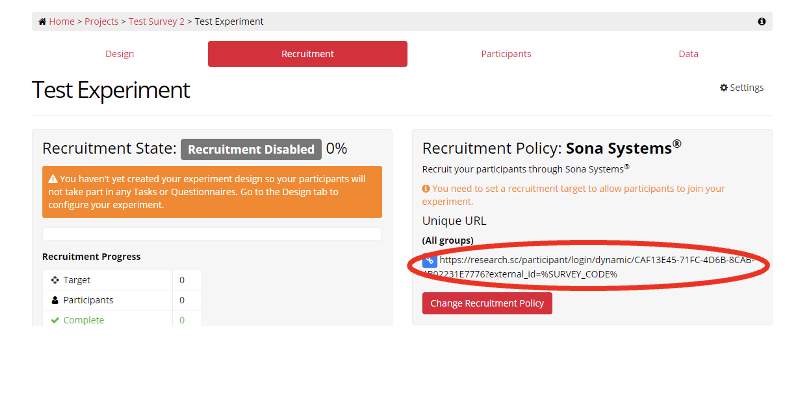 Home > Projects > Test Survey 2 > Test Experiment
Design
Recruitment
Participants
Data
Test Experiment
Settings
Recruitment State: Recruitment Disabled 0%
You haven't yet created your experiment design so your participants will
not take part in any Tasks or Questionnaires. Go to the Design tab to
configure your experiment.
Recruitment Progress
Target 0
Participants 0
Complete 0
Recruitment Policy: Sona Systems®
Recruit your participants through Sona Systems®
You need to set a recruitment target to allow participants to join your
experiment.
Unique URL
(All groups)
https://research.sc/participant/login/dynamic/CAF13E45-71FC-4D6B-8CAB-
4B02231E7776?external_id=%SURVEY_CODE%
Change Recruitment Policy